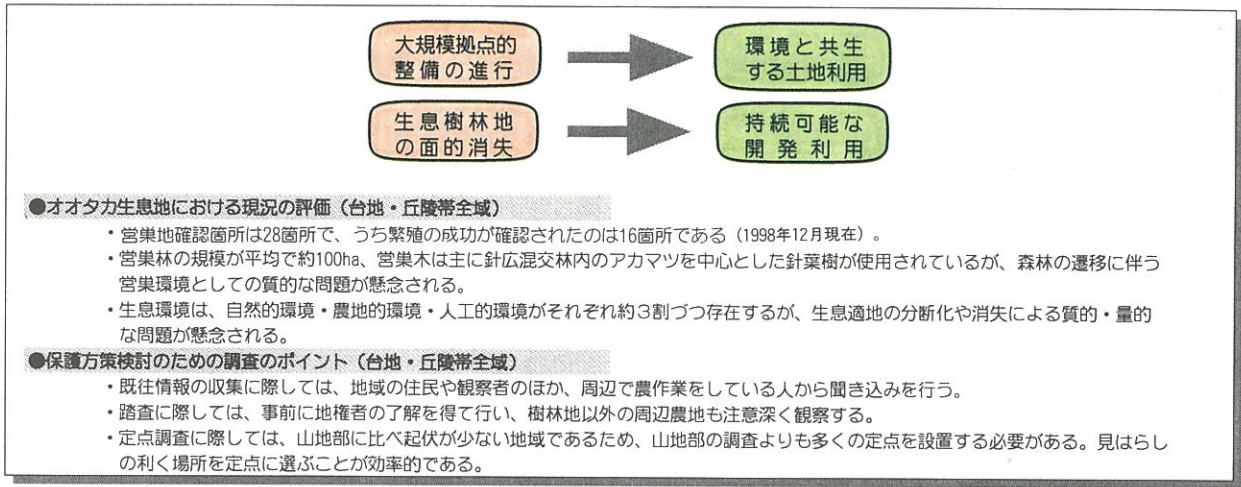 大規模拠点的
整備の進行
環境と共生
する土地利用
生息樹林地
の面的消失
持続可能な
開発利用
●オオタカ生息地における現況の評価（台地・丘陵帯全域）
・営巣地確認箇所は28箇所で、うち繁殖の成功が確認されたのは16箇所である（1998年12月現在）。
・営巣林の規模が平均で約100ha、営巣木は主に針広混交林内のアカマツを中心とした針葉樹が使用されているが、森林の遷移に伴う
営巣環境としての質的な問題が懸念される。
・生息環境は、自然的環境・農地的環境・人工的環境がそれぞれ約３割づつ存在するが、生息適地の分断化や消失による質的・量的
な問題が懸念される。
●保護方策検討のための調査のポイント（台地・丘陵帯全域）
・既往情報の収集に際しては、地域の住民や観察者のほか、周辺で農作業をしている人から聞き込みを行う。
・踏査に際しては、事前に地権者の了解を得て行い、樹林地以外の周辺農地も注意深く観察する。
・定点調査に際しては、山地部に比べ起伏が少ない地域であるため、山地部の調査よりも多くの定点を設置する必要がある。見はらし
の利く場所を定点に選ぶことが効率的である。